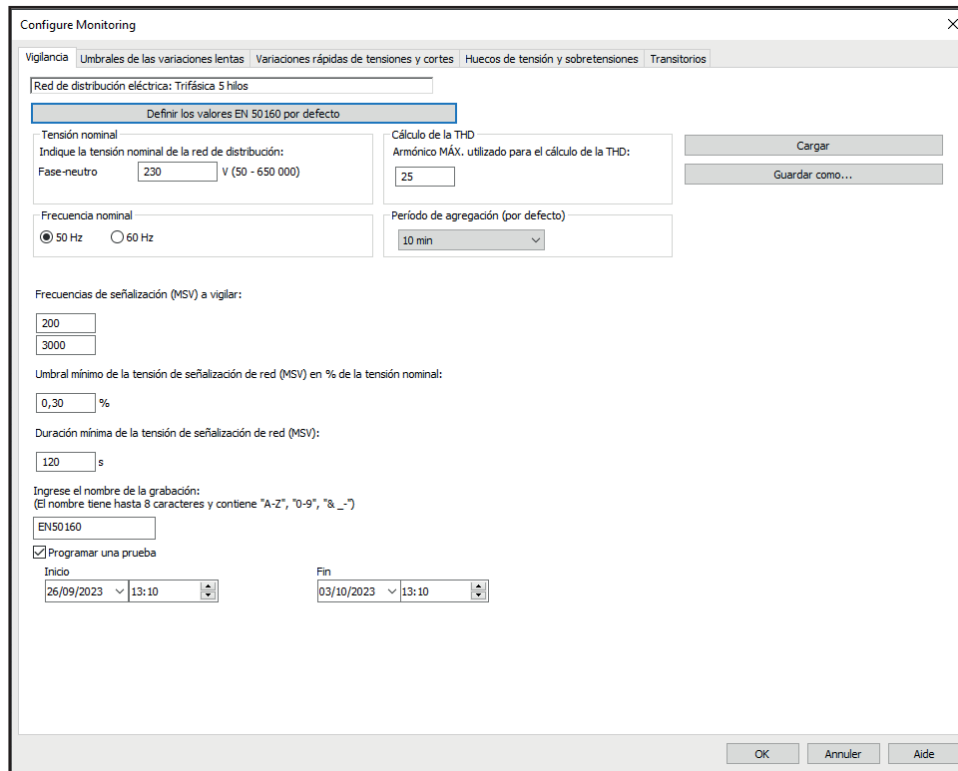 Configure Monitoring
Vigilancia Umbrales de las variaciones lentas Variaciones rápidas de tensiones y cortes Huecos de tensión y sobretensiones Transitorios
Red de distribución eléctrica: Trifásica 5 hilos
Definir los valores EN 50160 por defecto
Tensión nominal
Indique la tensión nominal de la red de distribución:
Fase-neutro 230 V (50 - 650 000)
Cálculo de la THD
Armónico MÁX. utilizado para el cálculo de la THD:
25
Cargar
Guardar como...
Frecuencia nominal
50 Hz 60 Hz
Período de agregación (por defecto)
10 min
Frecuencias de señalización (MSV) a vigilar:
200
3000
Umbral mínimo de la tensión de señalización de red (MSV) en % de la tensión nominal:
0,30 %
Duración mínima de la tensión de señalización de red (MSV):
120 s
Ingrese el nombre de la grabación:
(El nombre tiene hasta 8 caracteres y contiene "A-Z", "0-9", "& _-")
EN50160
Programar una prueba
Inicio
26/09/2023 13:10
Fin
03/10/2023 13:10
OK Annuler Aide